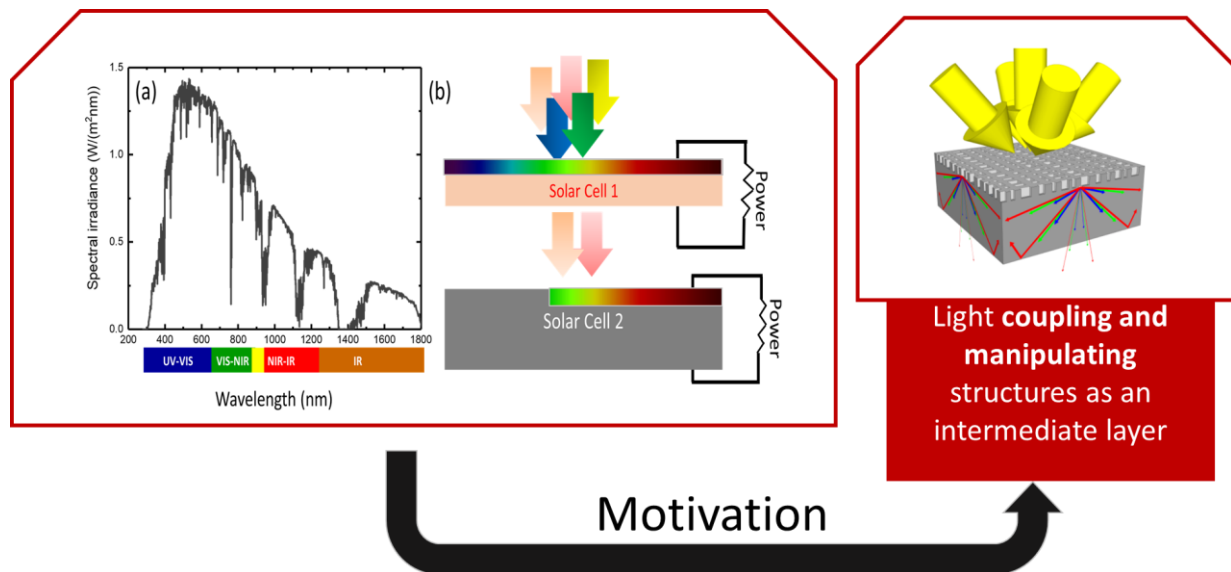 (a)
Spectral irradiance (W/(m²nm))
1.5
1.0
0.5
0.0
200 400 600 800 1000 1200 1400 1600 1800
UV-VIS VIS-NIR NIR-IR IR
Wavelength (nm)
(b)
Solar Cell 1
Power
Solar Cell 2
Power
Light coupling and
manipulating
structures as an
intermediate layer
Motivation